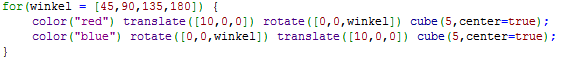 for(winkel = [45,90,135,180]) {
    color("red") translate([10,0,0]) rotate([0,0,winkel]) cube(5,center=true);
    color("blue") rotate([0,0,winkel]) translate([10,0,0]) cube(5,center=true);
}